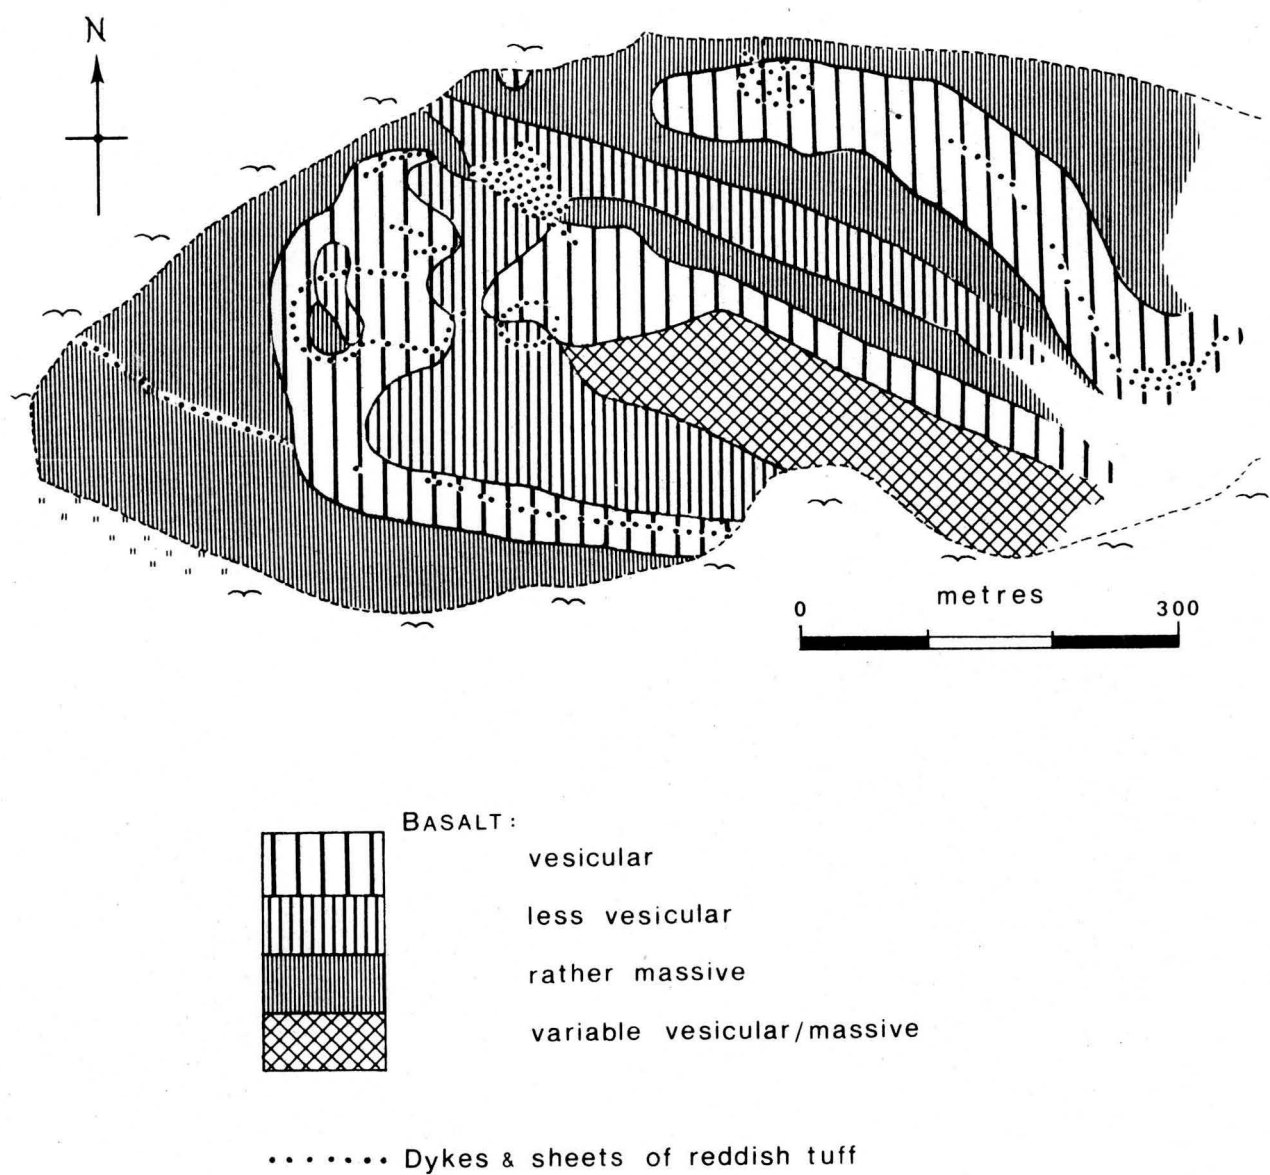 N
metres
0 300
BASALT:
vesicular
less vesicular
rather massive
variable vesicular/massive
Dykes & sheets of reddish tuff